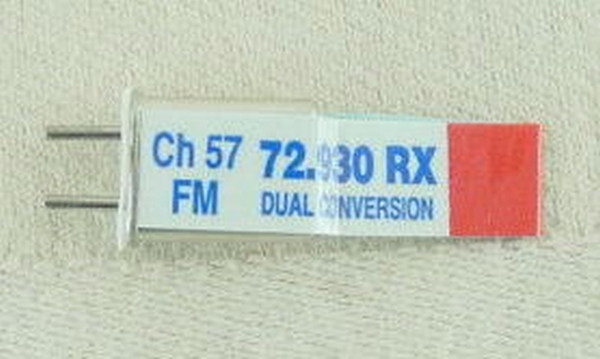 Ch 57 72.930 RX
FM DUAL CONVERSION